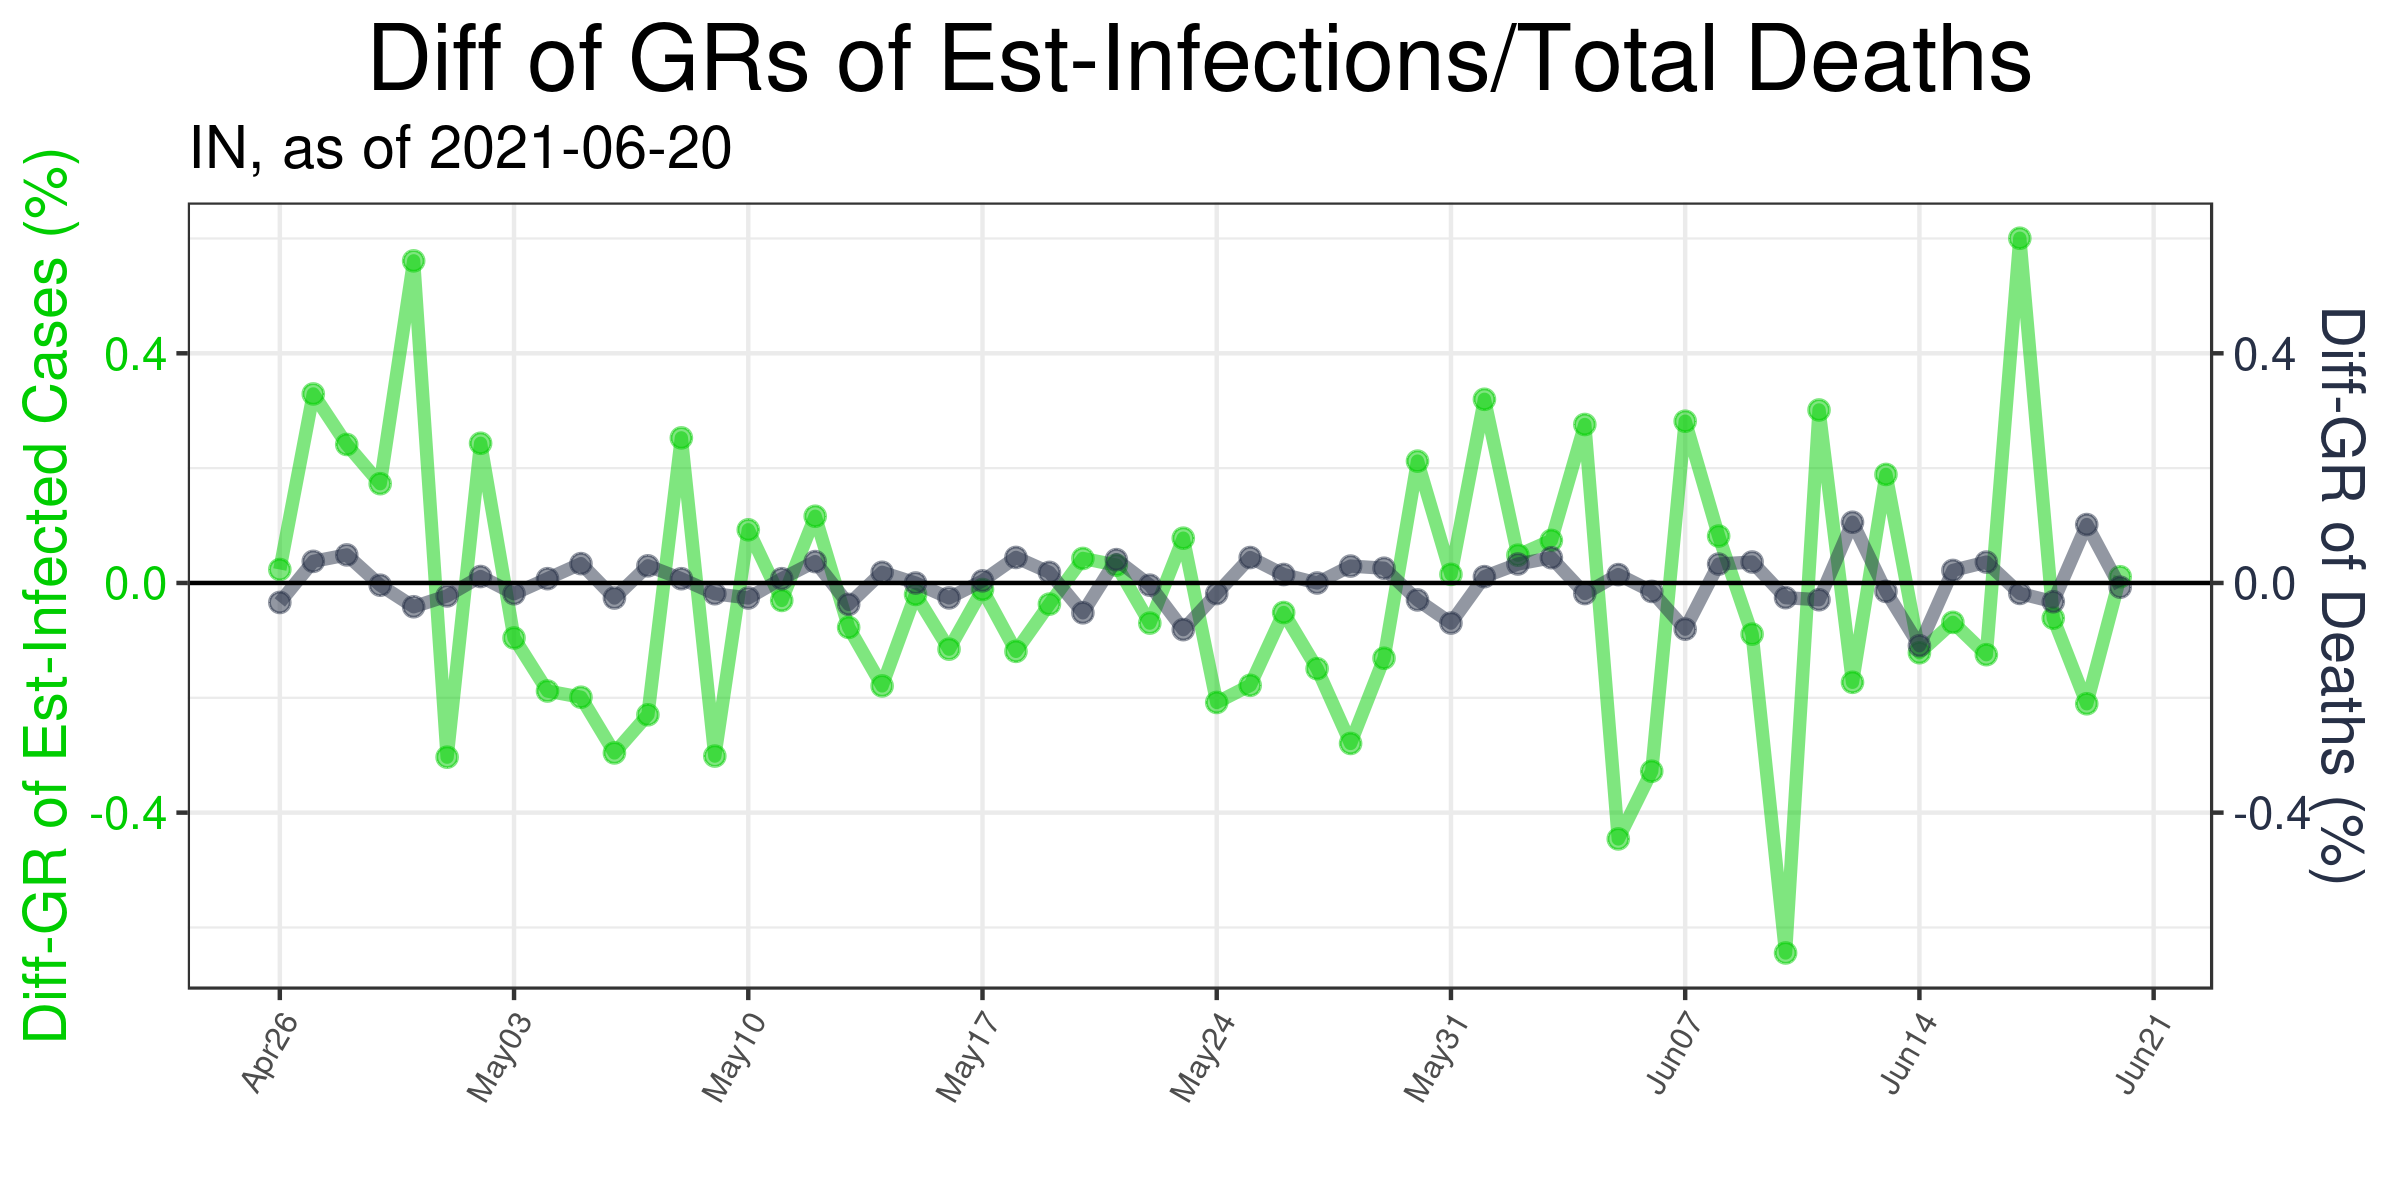 Diff of GRs of Est-Infections/Total Deaths
IN, as of 2021-06-20
Diff-GR of Est-Infected Cases (%)
0.4
0.0
-0.4
0.4
0.0
-0.4
Diff-GR of Deaths (%)
Apr26
May03
May10
May17
May24
May31
Jun07
Jun14
Jun21